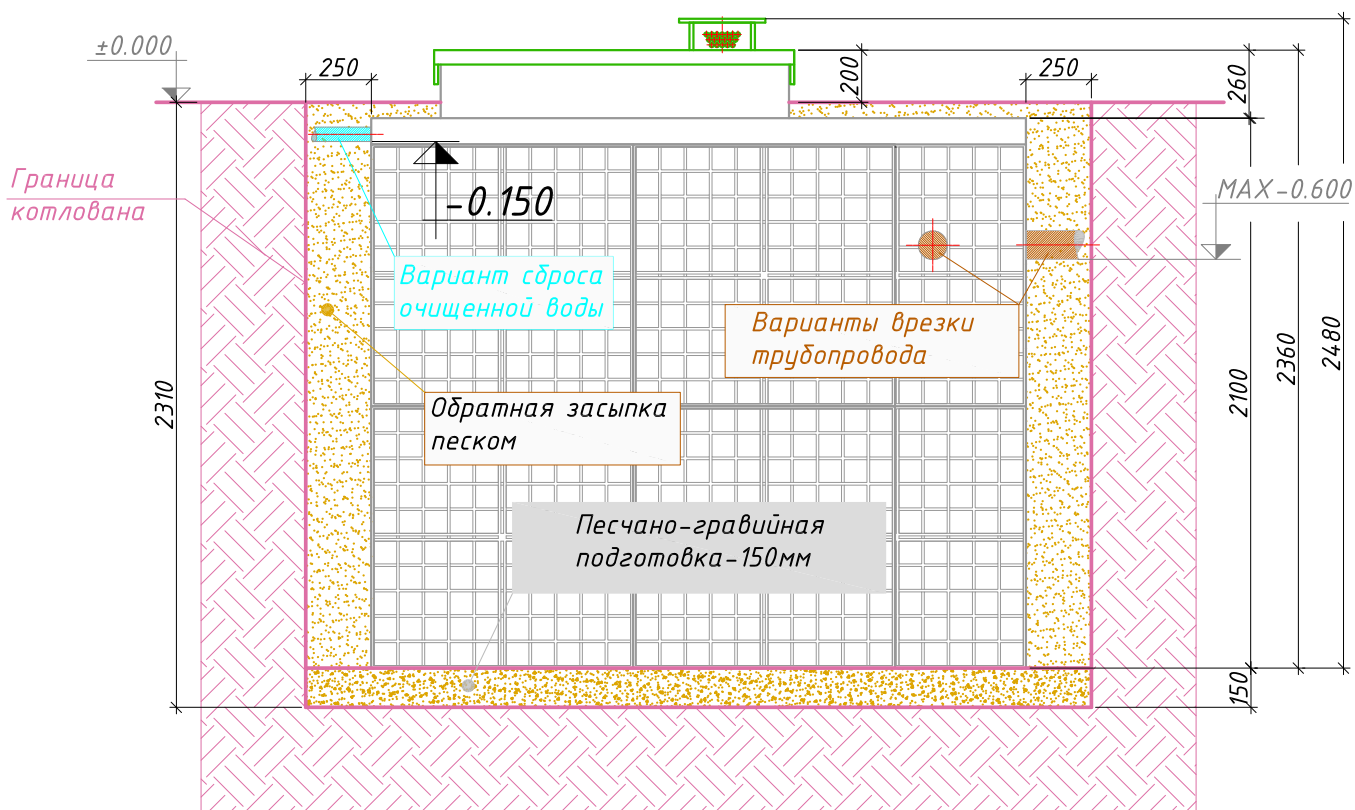 ±0.000
250
200
250
260
Граница
котлована
-0.150
MAX-0.600
Вариант сброса
очищенной воды
Варианты врезки
трубопровода
2310
Обратная засыпка
песком
2100
2360
2480
Песчано-гравийная
подготовка-150мм
150